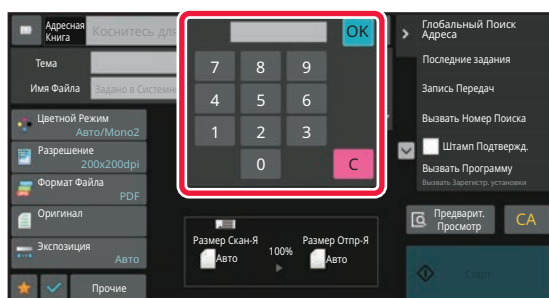 Адресная
Книга
Коснитесь для
OK
Глобальный Поиск
Адреса
Тема
Последние задания
7 8 9
Имя Файла
Задано в Системн
Запись Передач
4 5 6
Цветной Режим
Авто/Mono2
Вызвать Номер Поиска
1 2 3
Разрешение
200x200dpi
Штамп Подтвержд.
0 C
Вызвать Программу
Вызвать Зарегистр. установки
Формат Файла
PDF
Оригинал
Предварит.
Просмотр
CA
Размер Скан-Я
Авто
100%
Размер Отпр-Я
Авто
Экспозиция
Авто
Старт
Прочие